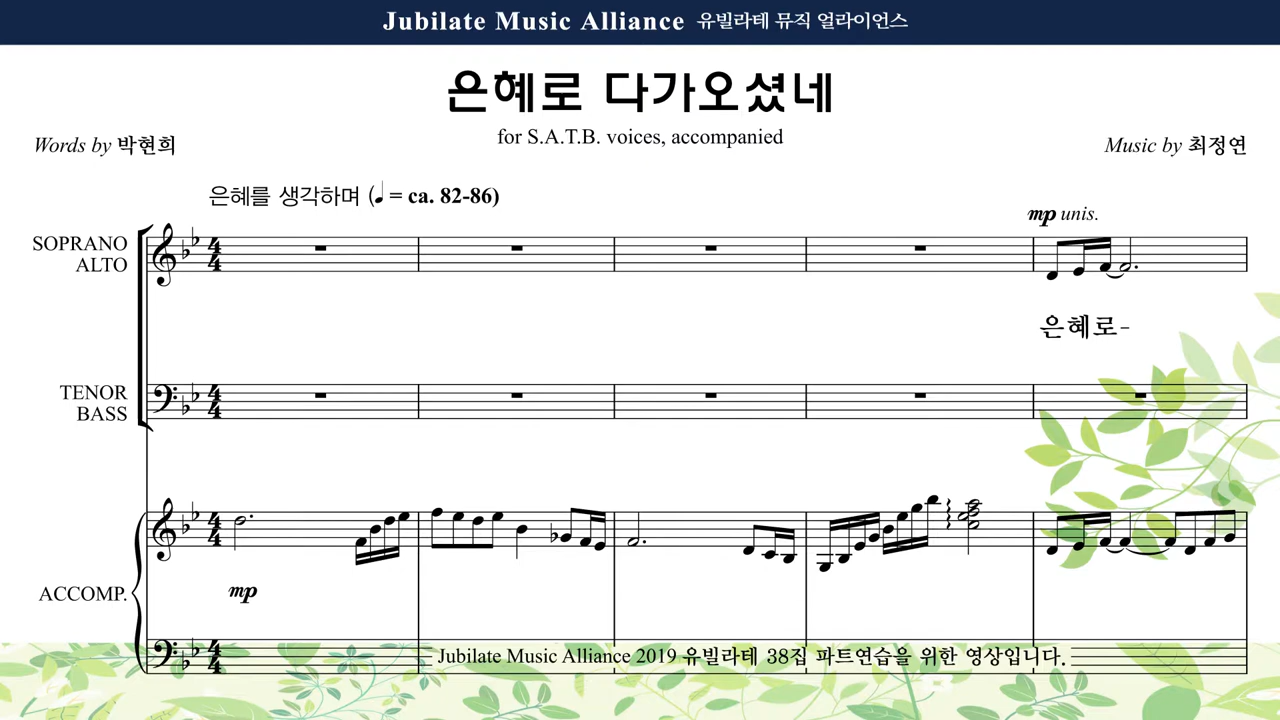 Jubilate Music Alliance 유빌라테 뮤직 얼라이언스
은혜로 다가오셨네
for S.A.T.B. voices, accompanied
Words by 박현희
Music by 최정연
은혜를 생각하며 (♩ = ca. 82-86)
mp unis.
SOPRANO
ALTO
은혜로-
TENOR
BASS
mp
ACCOMP.
Jubilate Music Alliance 2019 유빌라테 38집 파트연습을 위한 영상입니다.